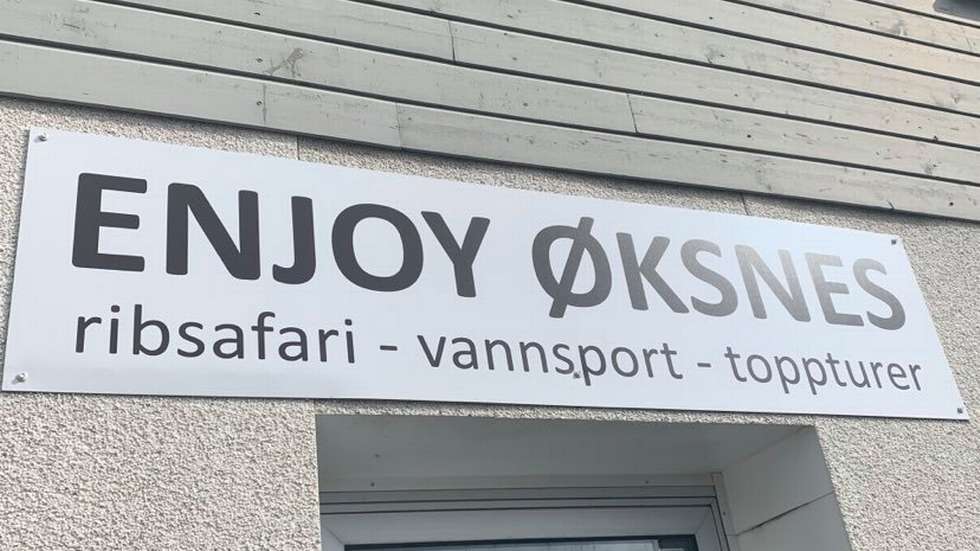 ENJOY ØKSNES
ribsafari - vannsport - toppturer